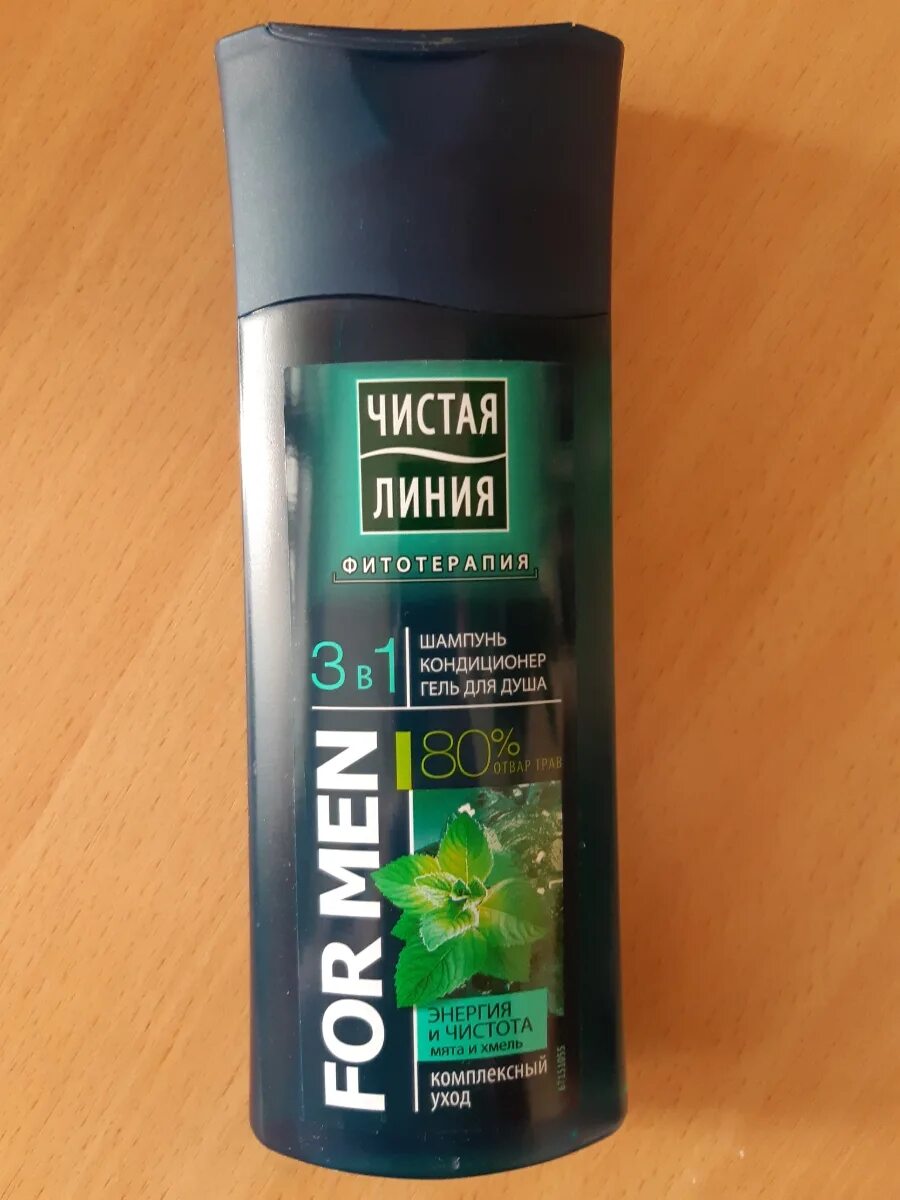 ЧИСТАЯ
ЛИНИЯ
ФИТОТЕРАПИЯ
3 в 1
ШАМПУНЬ
КОНДИЦИОНЕР
ГЕЛЬ ДЛЯ ДУША
FOR MEN
80%
ОТВАР ТРАВ
ЭНЕРГИЯ
И ЧИСТОТА
МЯТА И ХМЕЛЬ
КОМПЛЕКСНЫЙ
УХОД
67151055